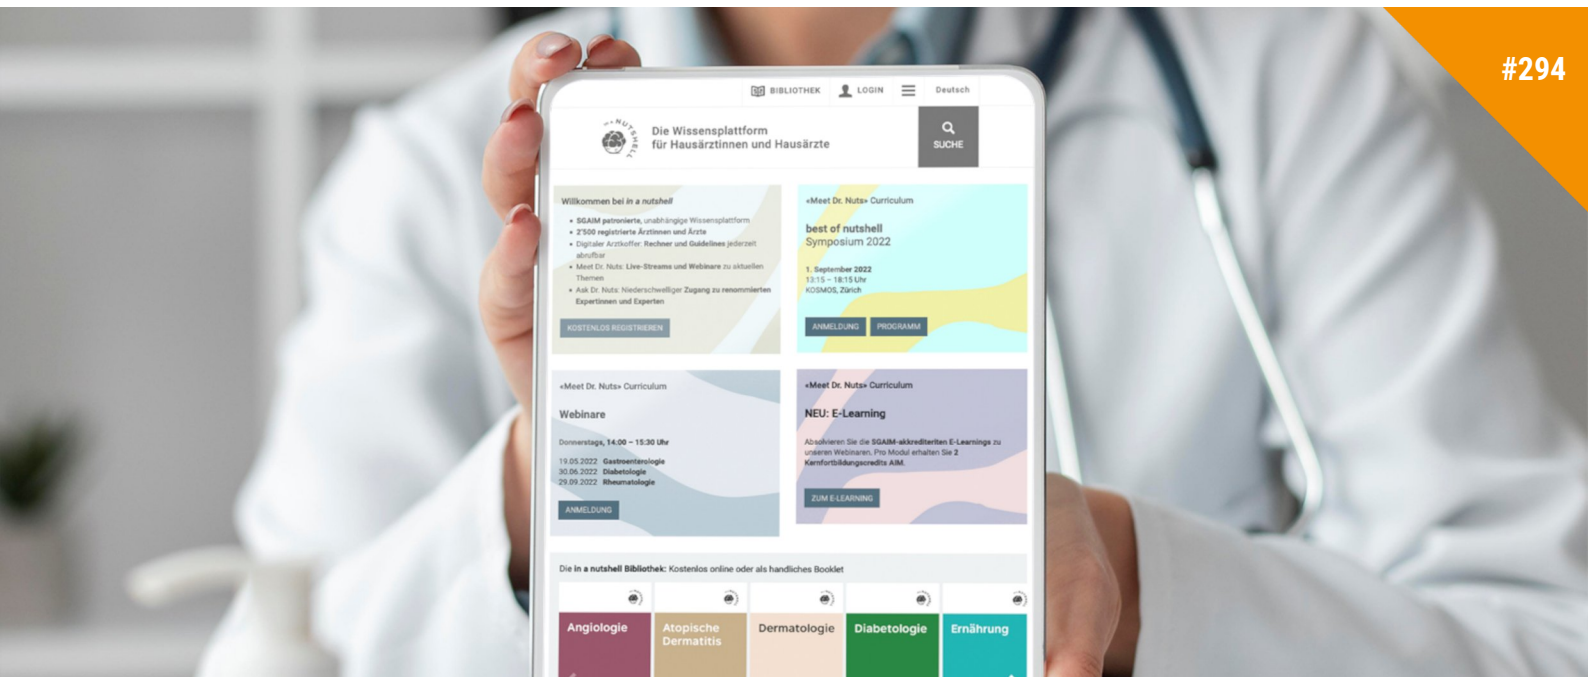 #294
BIBLIOTHEK LOGIN Deutsch
NUTSHELL
Die Wissensplattform
für Hausärztinnen und Hausärzte
SUCHE
Willkommen bei in a nutshell
• SGAIM patronierte, unabhängige Wissensplattform
• 2'500 registrierte Ärztinnen und Ärzte
• Digitaler Arztkoffer: Rechner und Guidelines jederzeit
abrufbar
• Meet Dr. Nuts: Live-Streams und Webinare zu aktuellen
Themen
• Ask Dr. Nuts: Niederschwelliger Zugang zu renommierten
Expertinnen und Experten
KOSTENLOS REGISTRIEREN
«Meet Dr. Nuts» Curriculum
best of nutshell
Symposium 2022
1. September 2022
13:15 – 18:15 Uhr
KOSMOS, Zürich
ANMELDUNG PROGRAMM
«Meet Dr. Nuts» Curriculum
Webinare
Donnerstags, 14:00 – 15:30 Uhr
19.05.2022 Gastroenterologie
30.06.2022 Diabetologie
29.09.2022 Rheumatologie
ANMELDUNG
«Meet Dr. Nuts» Curriculum
NEU: E-Learning
Absolvieren Sie die SGAIM-akkrediteriten E-Learnings zu
unseren Webinaren. Pro Modul erhalten Sie 2
Kernfortbildungscredits AIM.
ZUM E-LEARNING
Die in a nutshell Bibliothek: Kostenlos online oder als handliches Booklet
Angiologie
Atopische
Dermatitis
Dermatologie
Diabetologie
Ernährung